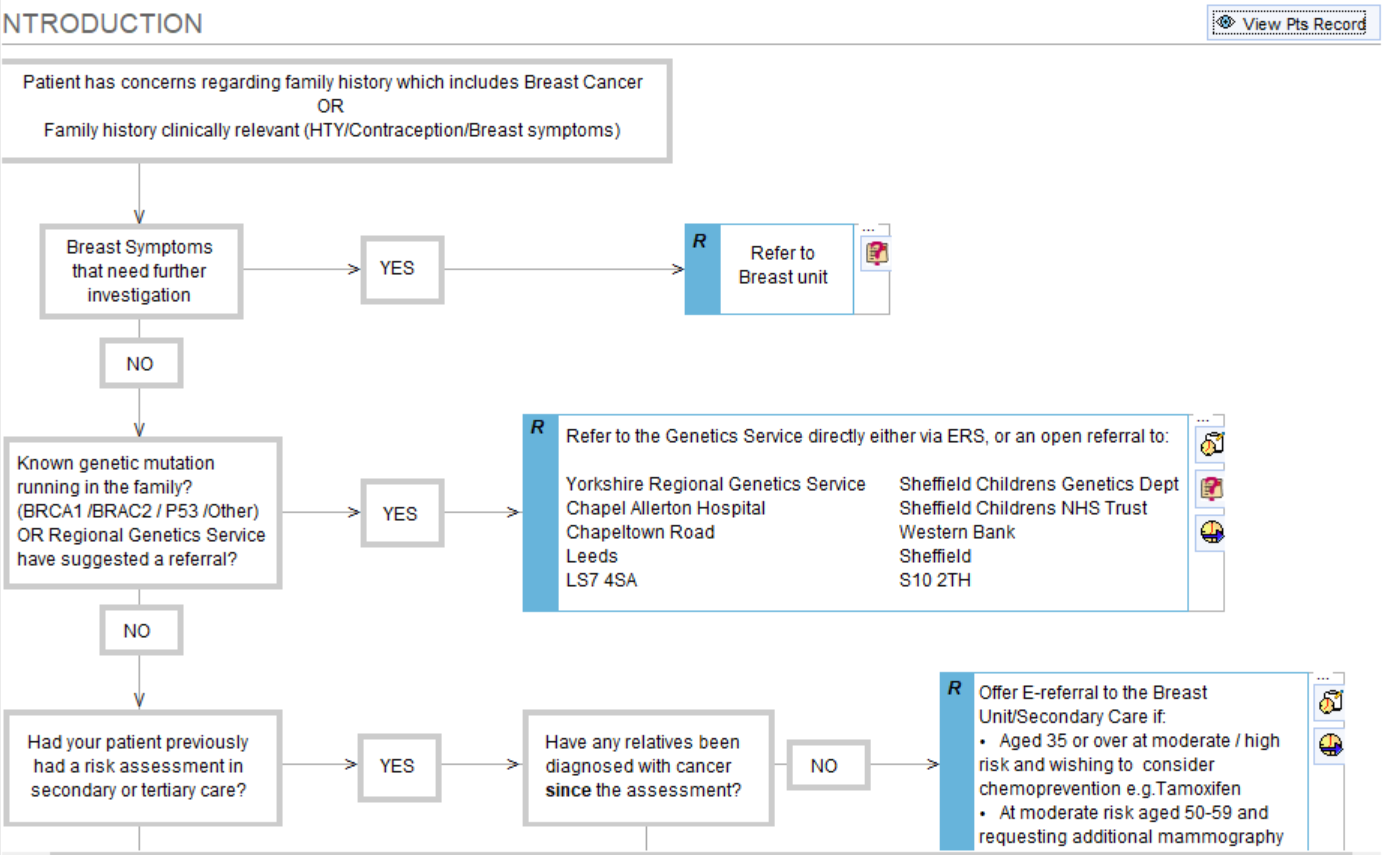 NTRODUCTION
View Pts Record
Patient has concerns regarding family history which includes Breast Cancer
OR
Family history clinically relevant (HTY/Contraception/Breast symptoms)
Breast Symptoms
that need further
investigation
YES
R
Refer to
Breast unit
...
NO
Known genetic mutation
running in the family?
(BRCA1 /BRAC2 / P53 /Other)
OR Regional Genetics Service
have suggested a referral?
YES
R
Refer to the Genetics Service directly either via ERS, or an open referral to:
Yorkshire Regional Genetics Service
Chapel Allerton Hospital
Chapeltown Road
Leeds
LS7 4SA
Sheffield Childrens Genetics Dept
Sheffield Childrens NHS Trust
Western Bank
Sheffield
S10 2TH
...
NO
Had your patient previously
had a risk assessment in
secondary or tertiary care?
YES
Have any relatives been
diagnosed with cancer
since the assessment?
NO
R
Offer E-referral to the Breast
Unit/Secondary Care if:
• Aged 35 or over at moderate / high
risk and wishing to consider
chemoprevention e.g.Tamoxifen
• At moderate risk aged 50-59 and
requesting additional mammography
...